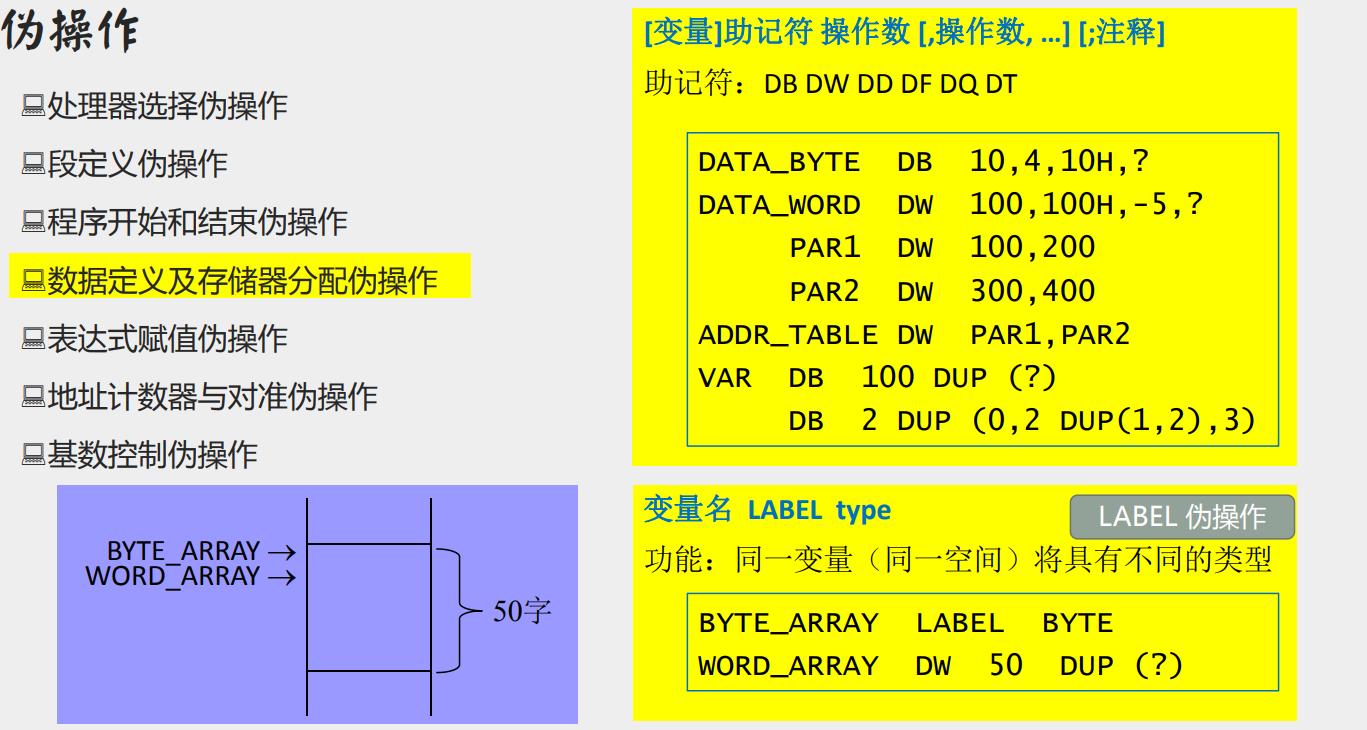 伪操作
处理器选择伪操作
段定义伪操作
程序开始和结束伪操作
数据定义及存储器分配伪操作
表达式赋值伪操作
地址计数器与对准伪操作
基数控制伪操作
[变量]助记符 操作数 [,操作数, …] [;注释]
助记符：DB DW DD DF DQ DT
DATA_BYTE DB 10,4,10H,?
DATA_WORD DW 100,100H,-5,?
PAR1 DW 100,200
PAR2 DW 300,400
ADDR_TABLE DW PAR1,PAR2
VAR DB 100 DUP (?)
DB 2 DUP (0,2 DUP(1,2),3)
BYTE_ARRAY →
WORD_ARRAY →
50字
变量名 LABEL type
LABEL 伪操作
功能：同一变量（同一空间）将具有不同的类型
BYTE_ARRAY LABEL BYTE
WORD_ARRAY DW 50 DUP (?)